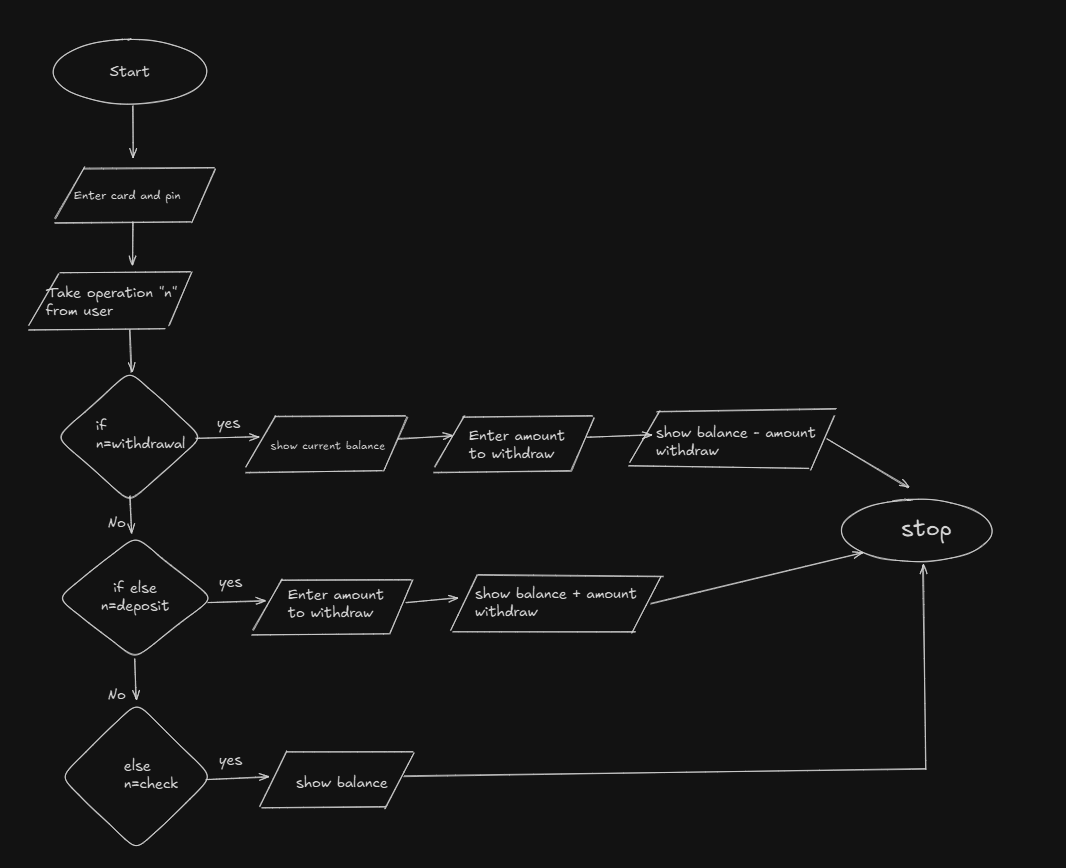 Start
Enter card and pin
Take operation "n"
from user
if
n=withdrawal
yes
show current balance
Enter amount
to withdraw
show balance - amount
withdraw
stop
No
if else
n=deposit
yes
Enter amount
to withdraw
show balance + amount
withdraw
No
else
n=check
yes
show balance